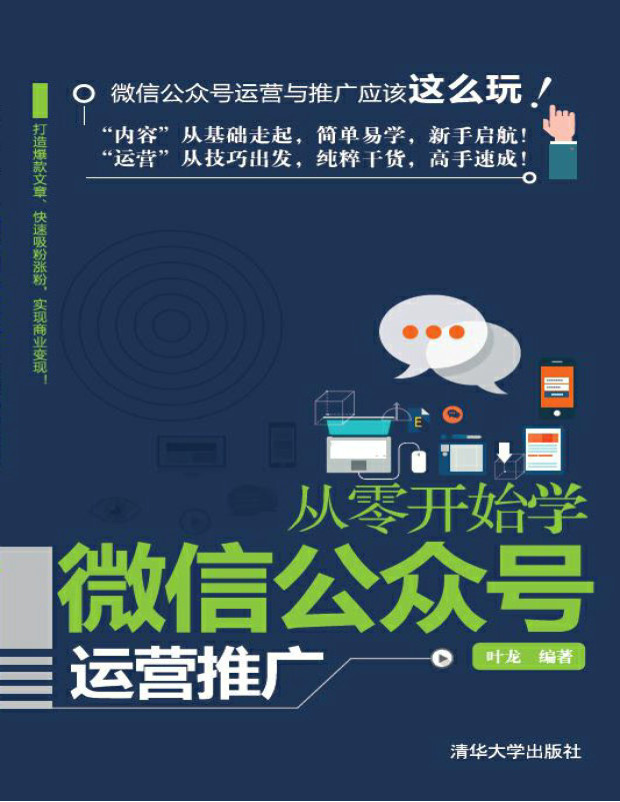 微信公众号运营与推广应该这么玩！
“内容”从基础走起，简单易学，新手启航！
“运营”从技巧出发，纯粹干货，高手速成！
打造爆款文章、快速吸粉涨粉，实现商业变现！
E
从零开始学
微信公众号
运营推广
叶龙 编著
清华大学出版社